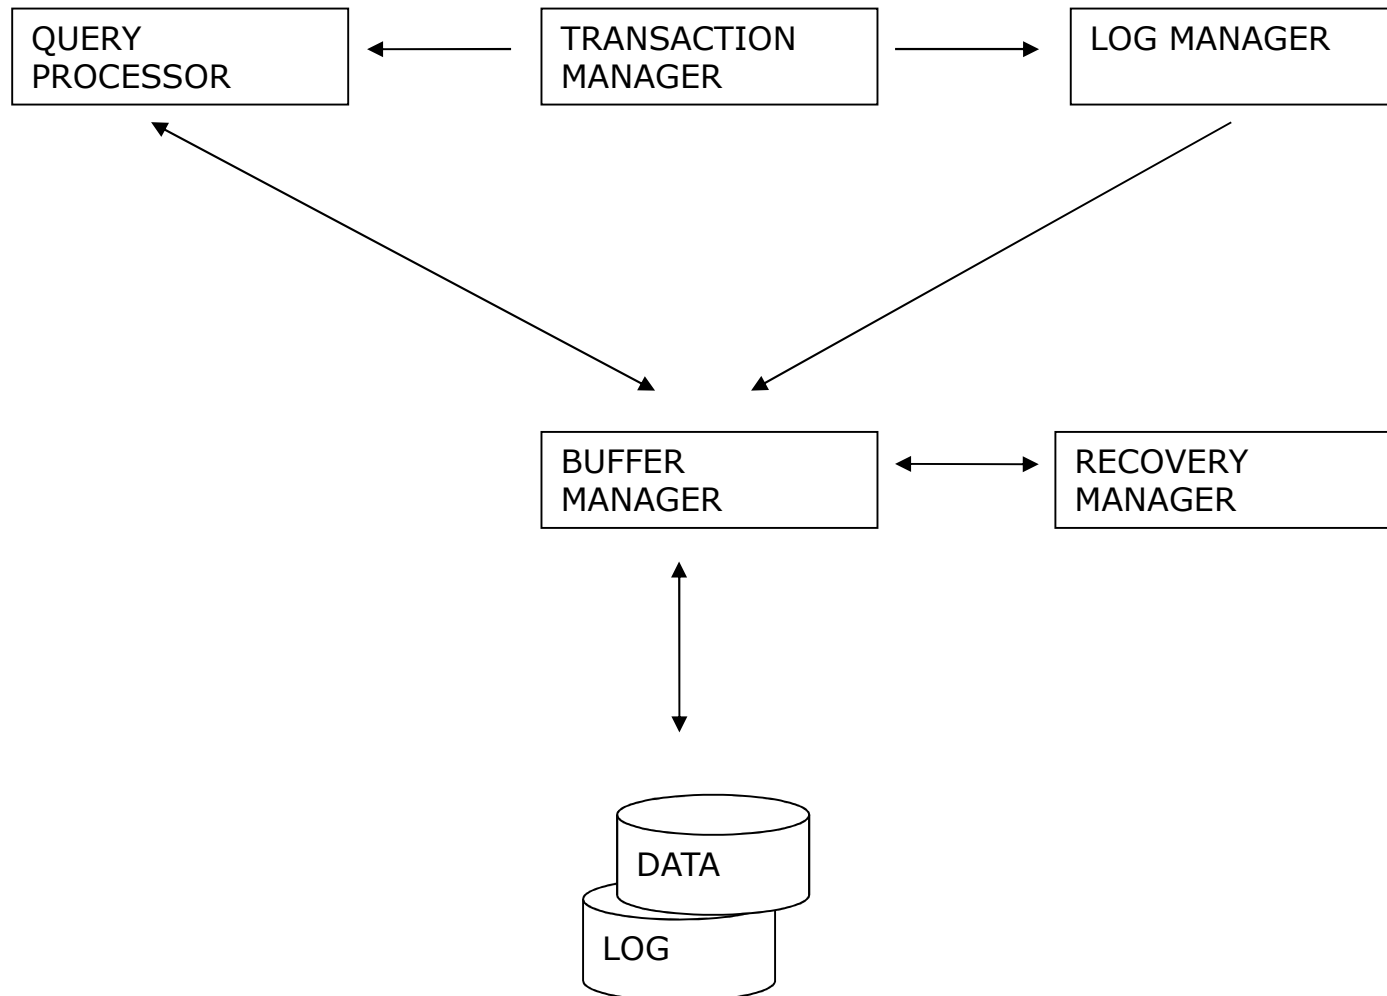 QUERY
PROCESSOR
TRANSACTION
MANAGER
LOG MANAGER
BUFFER
MANAGER
RECOVERY
MANAGER
DATA
LOG